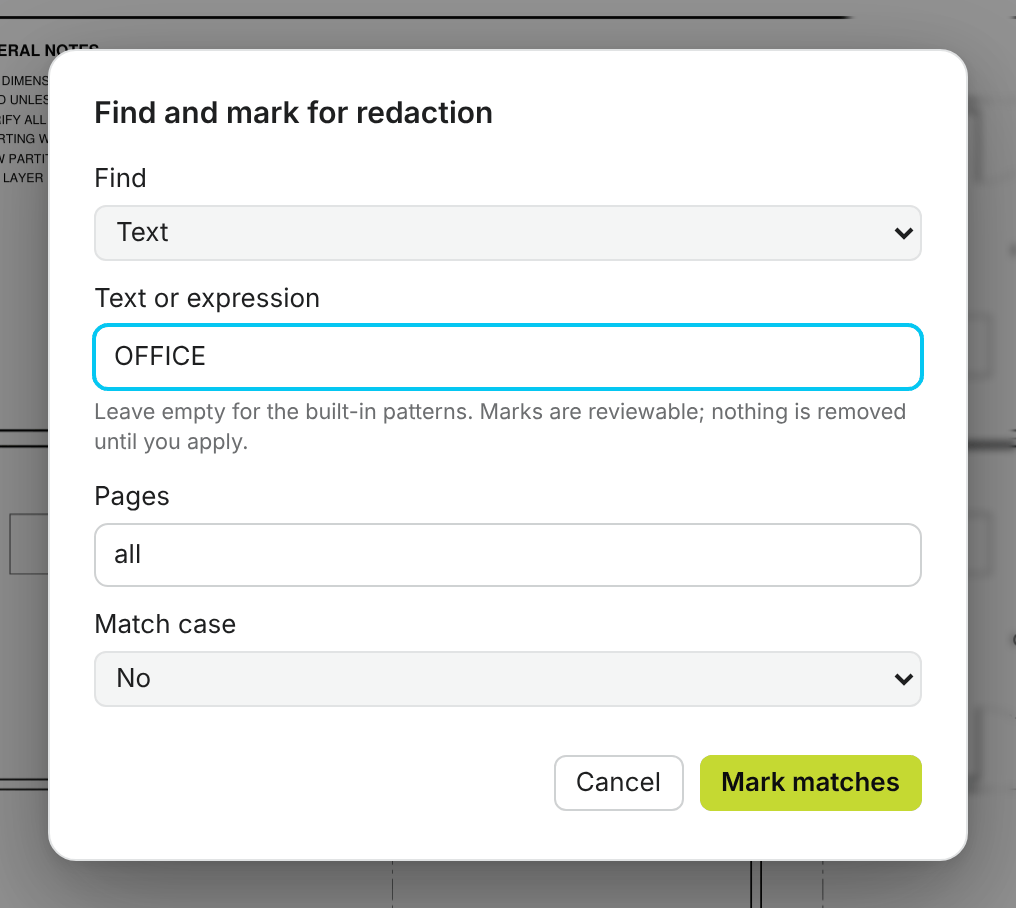 ERAL NOTES
DIMENS
D UNLES
RIFY ALL
RTING W
W PARTIT
LAYER
Find and mark for redaction
Find
Text
Text or expression
OFFICE
Leave empty for the built-in patterns. Marks are reviewable; nothing is removed
until you apply.
Pages
all
Match case
No
Cancel
Mark matches